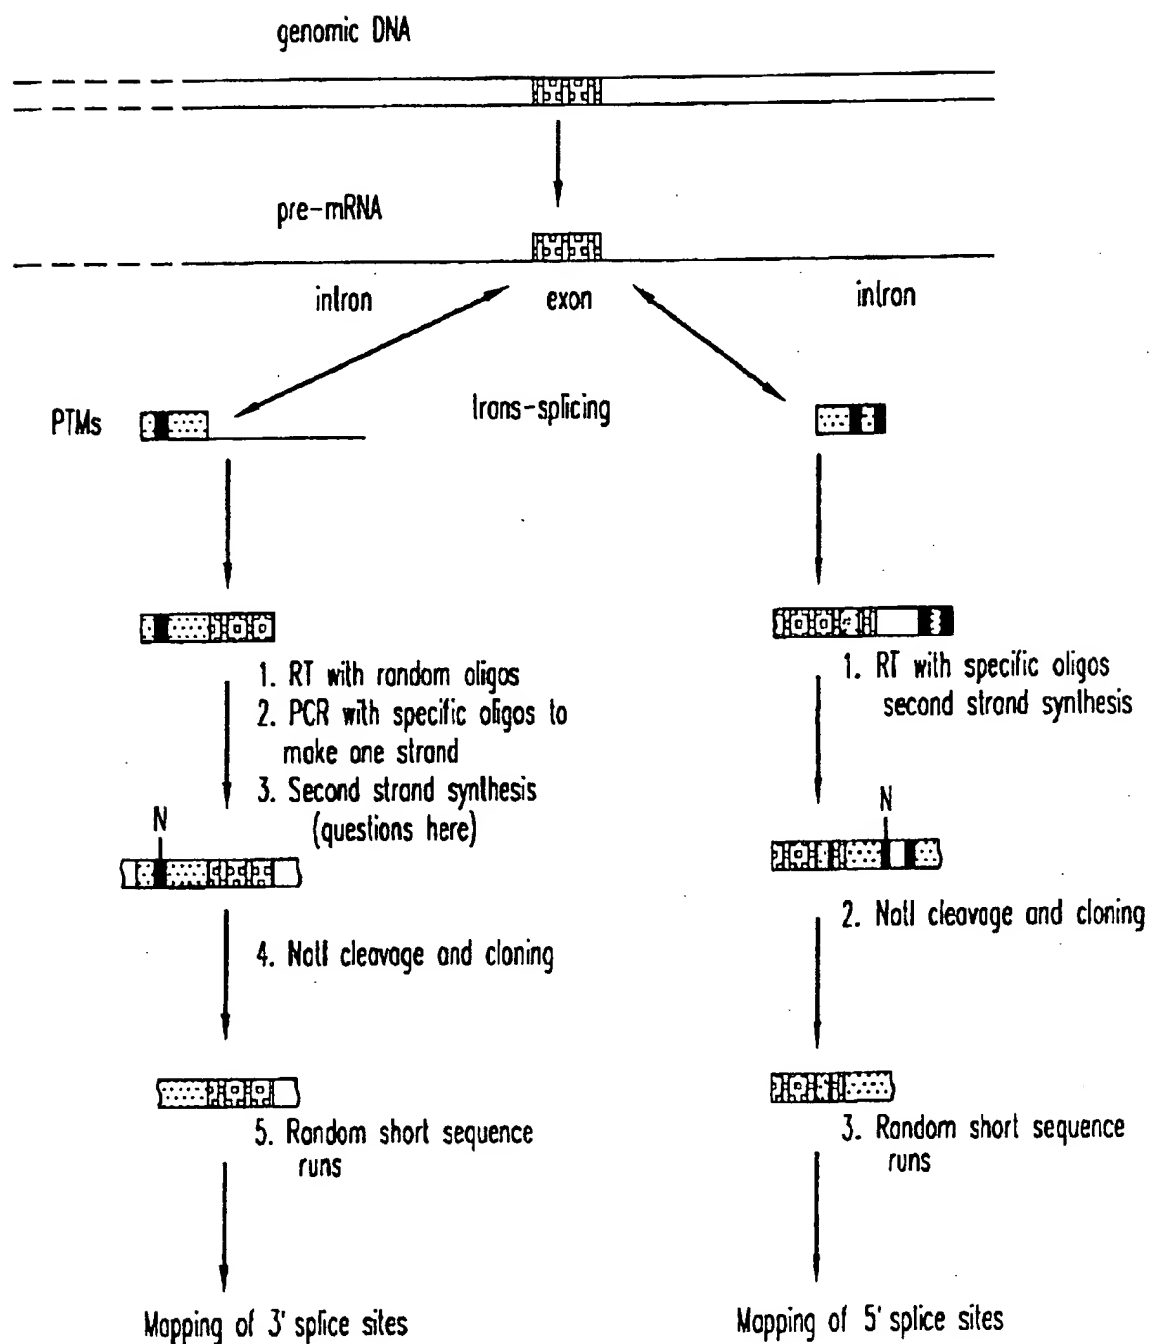 genomic DNA
pre-mRNA
intron
exon
intron
PTMs
trans-splicing
1. RT with random oligos
2. PCR with specific oligos to
make one strand
3. Second strand synthesis
(questions here)
N
4. NotI cleavage and cloning
5. Random short sequence
runs
Mapping of 3' splice sites
1. RT with specific oligos
second strand synthesis
N
2. NotI cleavage and cloning
3. Random short sequence
runs
Mapping of 5' splice sites